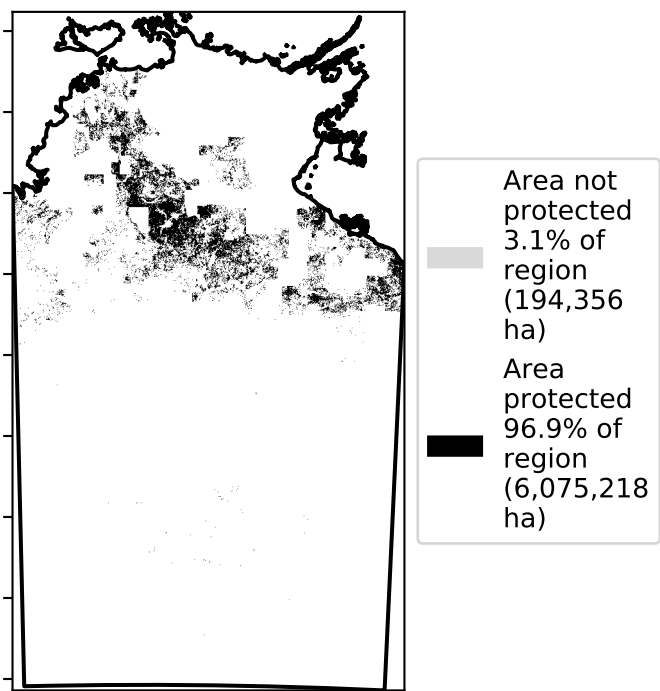 Area not
protected
3.1% of
region
(194,356
ha)
Area
protected
96.9% of
region
(6,075,218
ha)